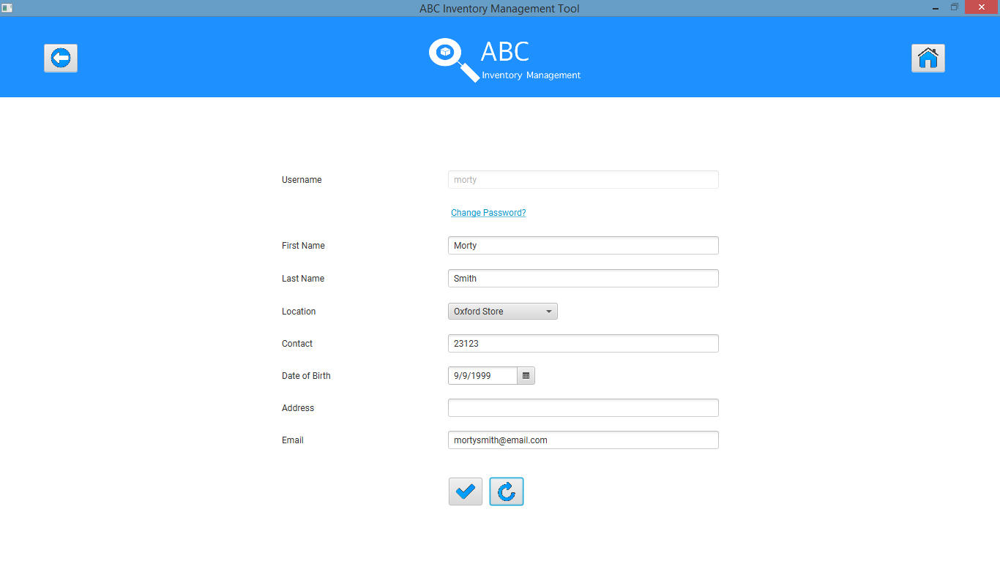 ABC Inventory Management Tool
ABC
Inventory Management
Username morty
Change Password?
First Name Morty
Last Name Smith
Location Oxford Store
Contact 23123
Date of Birth 9/9/1999
Address
Email mortysmith@email.com